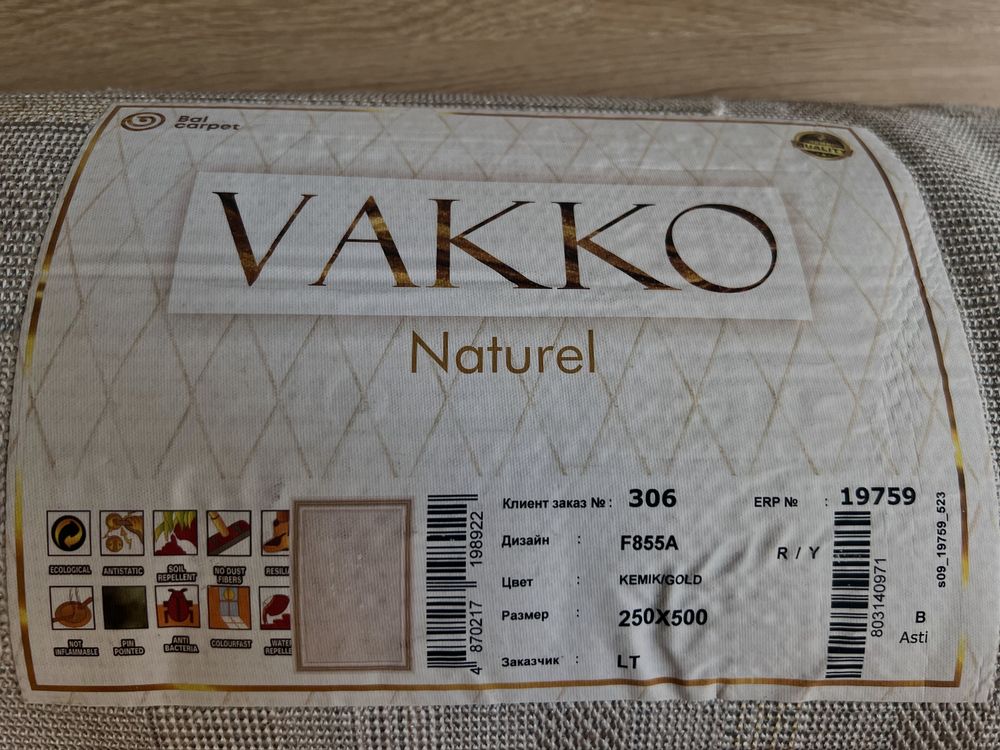 Bal
carpet
QUALITY
VAKKO
Naturel
ECOLOGICAL
ANTISTATIC
SOIL
REPELLENT
NO DUST
FIBERS
NOT
INFLAMMABLE
PIN
POINTED
ANTI
BACTERIA
COLOURFAST
4 870217 198922
Клиент заказ № : 306
ERP № : 19759
Дизайн : F855A
R / Y
Цвет : KEMIK/GOLD
Размер : 250X500
Заказчик : LT
803140971
B
Asti
s09_19759_523